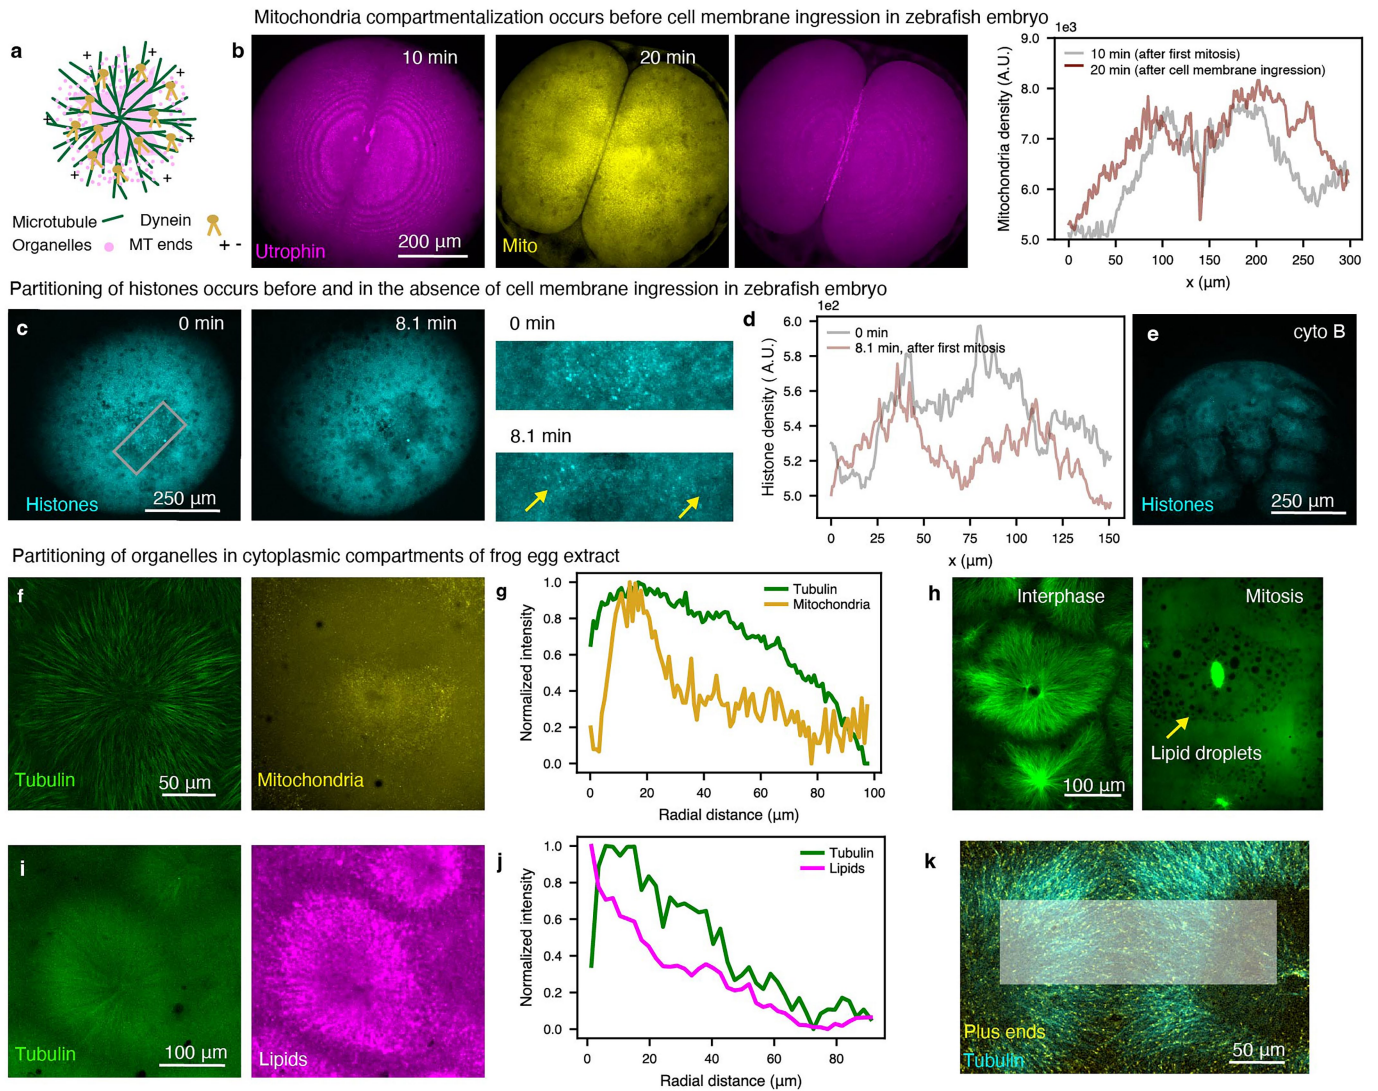 Mitochondria compartmentalization occurs before cell membrane ingression in zebrafish embryo
a
+
+
+
+
+
+
+
+
Microtubule
Dynein
Organelles
MT ends
+ -
b
10 min
Utrophin
200 µm
20 min
Mito
1e3
9.0
8.0
7.0
6.0
5.0
Mitochondria density (A.U.)
10 min (after first mitosis)
20 min (after cell membrane ingression)
0 50 100 150 200 250 300
x (µm)
Partitioning of histones occurs before and in the absence of cell membrane ingression in zebrafish embryo
c
0 min
Histones
250 µm
8.1 min
0 min
8.1 min
d
1e2
6.0
5.8
5.6
5.4
5.2
5.0
Histone density ( A.U.)
0 min
8.1 min, after first mitosis
0 25 50 75 100 125 150
x (µm)
e
cyto B
Histones
250 µm
Partitioning of organelles in cytoplasmic compartments of frog egg extract
f
Tubulin
50 µm
Mitochondria
g
1.0
0.8
0.6
0.4
0.2
0.0
Normalized intensity
Tubulin
Mitochondria
0 20 40 60 80 100
Radial distance (µm)
h
Interphase
100 µm
Mitosis
Lipid droplets
i
Tubulin
100 µm
Lipids
j
1.0
0.8
0.6
0.4
0.2
0.0
Normalized intensity
Tubulin
Lipids
0 20 40 60 80
Radial distance (µm)
k
Plus ends
Tubulin
50 µm